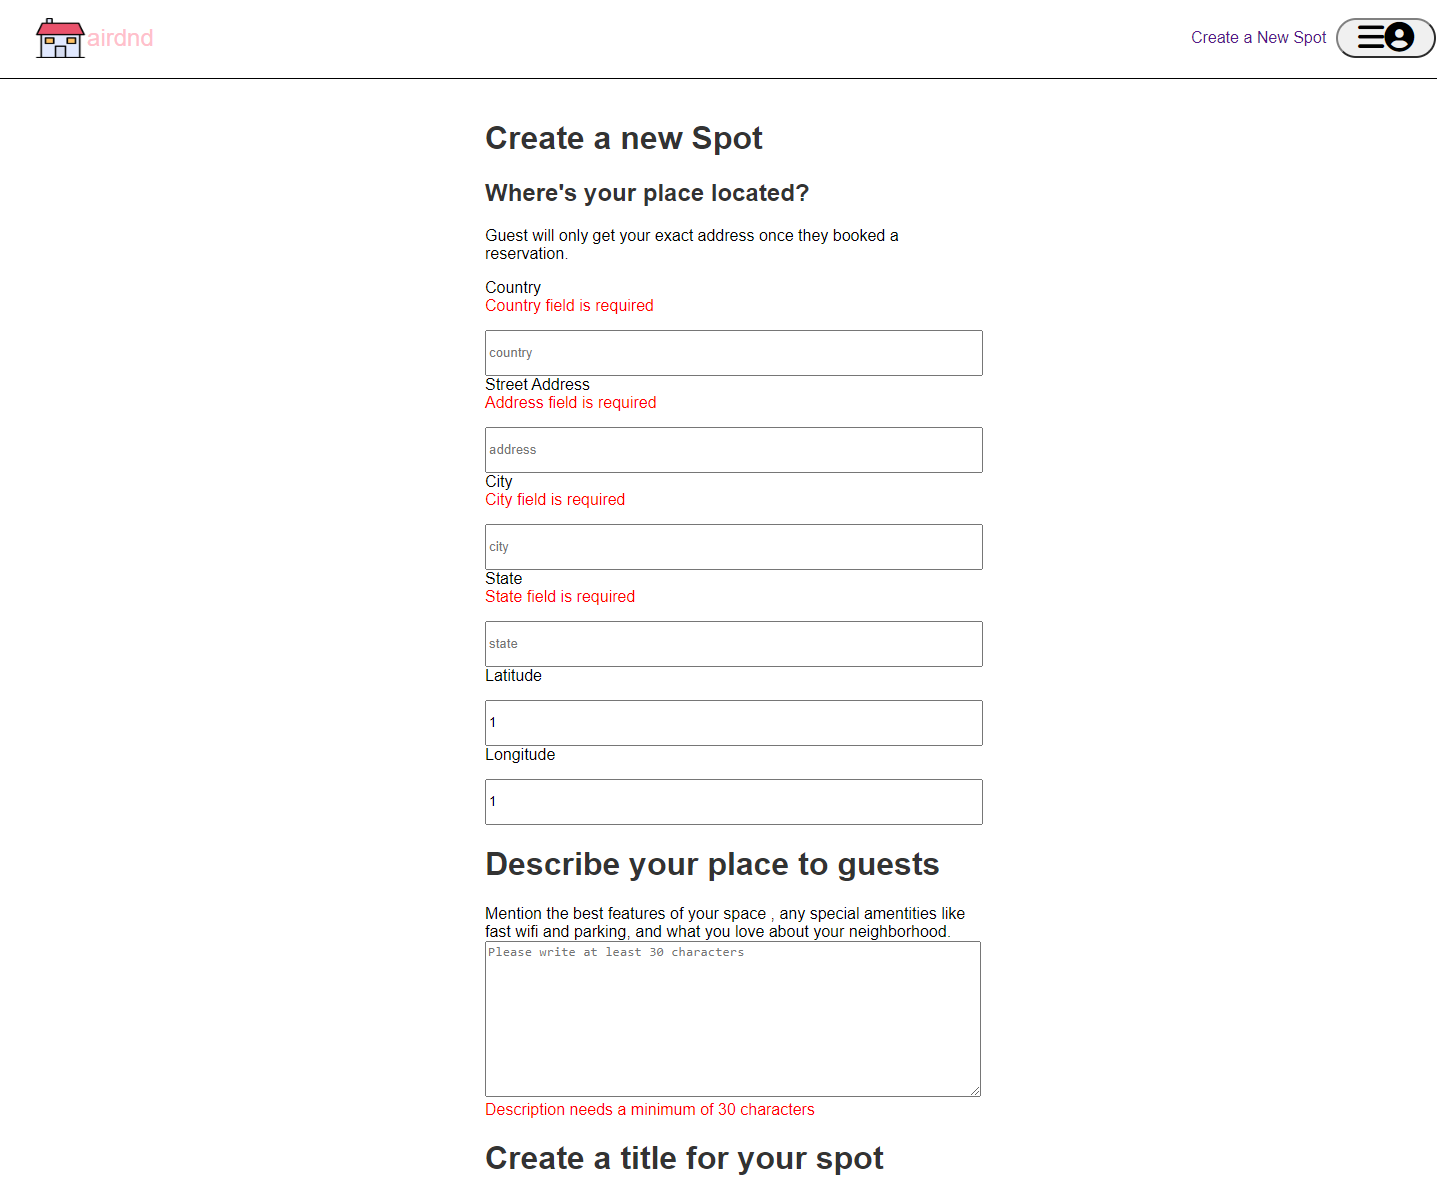 airdnd
Create a New Spot
Create a new Spot
Where's your place located?
Guest will only get your exact address once they booked a
reservation.
Country
Country field is required
country
Street Address
Address field is required
address
City
City field is required
city
State
State field is required
state
Latitude
1
Longitude
1
Describe your place to guests
Mention the best features of your space , any special amentities like
fast wifi and parking, and what you love about your neighborhood.
Please write at least 30 characters
Description needs a minimum of 30 characters
Create a title for your spot